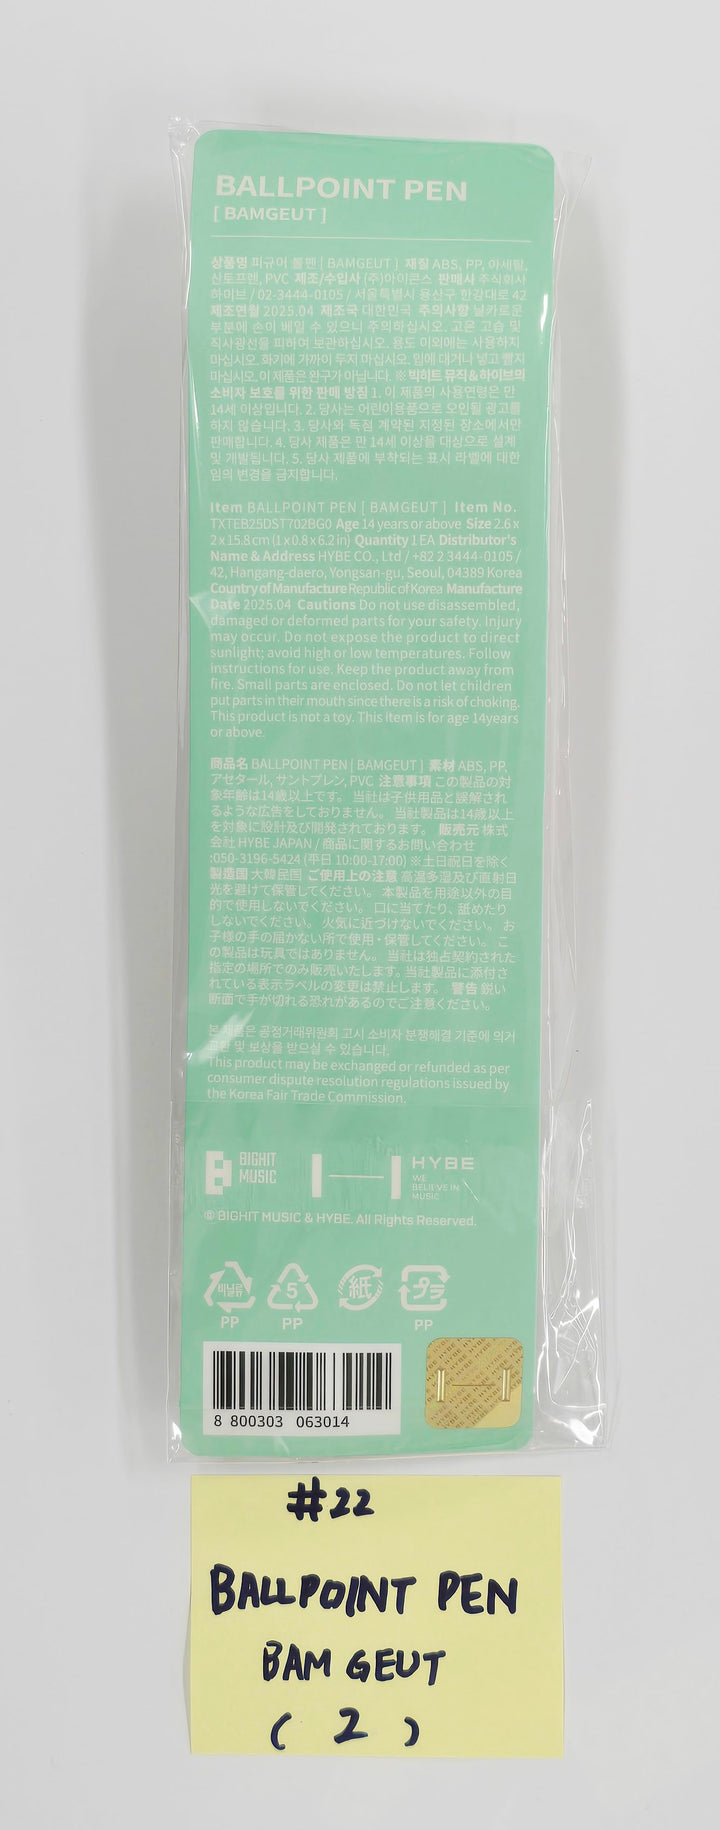 BALLPOINT PEN
[ BAMGEUT ]
상품명 피규어 볼펜 [ BAMGEUT ] 재질 ABS, PP, 아세탈,
산토프렌, PVC 제조/수입사 (주)아이콘스 판매사 주식회사
하이브 / 02-3444-0105 / 서울특별시 용산구 한강대로 42
제조연월 2025.04 제조국 대한민국 주의사항 날카로운
부분에 손이 베일 수 있으니 주의하십시오. 고온 고습 및
직사광선을 피하여 보관하십시오. 용도 이외에는 사용하지
마십시오. 화기에 가까이 두지 마십시오. 입에 대거나 넣고 빨지
마십시오. 이 제품은 완구가 아닙니다. ※ 빅히트 뮤직&하이브의
소비자 보호를 위한 판매 방침 1. 이 제품의 사용연령은 만
14세 이상입니다. 2. 당사는 어린이용품으로 오인될 광고를
하지 않습니다. 3. 당사와 독점 계약된 지정된 장소에서만
판매합니다. 4. 당사 제품은 만 14세 이상을 대상으로 설계
및 개발됩니다. 5. 당사 제품에 부착되는 표시 라벨에 대한
임의 변경을 금지합니다.
Item BALLPOINT PEN [ BAMGEUT ] Item No.
TXTEB25DST702BG0 Age 14 years or above Size 2.6 x
2 x 15.8 cm (1 x 0.8 x 6.2 in) Quantity 1 EA Distributor's
Name & Address HYBE CO., Ltd / +82 2 3444-0105 /
42, Hangang-daero, Yongsan-gu, Seoul, 04389 Korea
Country of Manufacture Republic of Korea Manufacture
Date 2025.04 Cautions Do not use disassembled,
damaged or deformed parts for your safety. Injury
may occur. Do not expose the product to direct
sunlight; avoid high or low temperatures. Follow
instructions for use. Keep the product away from
fire. Small parts are enclosed. Do not let children
put parts in their mouth since there is a risk of choking.
This product is not a toy. This item is for age 14years
or above.
商品名 BALLPOINT PEN [ BAMGEUT ] 素材 ABS, PP,
アセタール, サントプレン, PVC 注意事項 この製品の対
象年齢は14歳以上です。 当社は子供用品と誤解され
るような広告をしておりません。 当社製品は14歳以上
を対象に設計及び開発されております。 販売元 株式
会社 HYBE JAPAN / 商品に関するお問い合わせ
:050-3196-5424 (平日 10:00-17:00) ※土日祝日を除く
製造国 大韓民国 ご使用上の注意 高温多湿及び直射日
光を避けて保管してください。 本製品を用途以外の目
的で使用しないでください。 口に当てたり、舐めたり
しないでください。 火気に近づけないでください。 お
子様の手の届かない所で使用・保管してください。 こ
の製品は玩具ではありません。 当社は独占契約された
指定の場所でのみ販売いたします。当社製品に添付さ
れている表示ラベルの変更は禁止します。 警告 鋭い
断面で手が切れる恐れがあるのでご注意ください。
본 제품은 공정거래위원회 고시 소비자 분쟁해결 기준에 의거
교환 및 보상을 받으실 수 있습니다.
This product may be exchanged or refunded as per
consumer dispute resolution regulations issued by
the Korea Fair Trade Commission.
BIGHIT
MUSIC
HYBE
WE
BELIEVE IN
MUSIC
© BIGHIT MUSIC & HYBE. All Rights Reserved.
비닐류 5 紙 プラ
PP PP PP
8 800303 063014
#22
BALLPOINT PEN
BAM GEUT
( 2 )